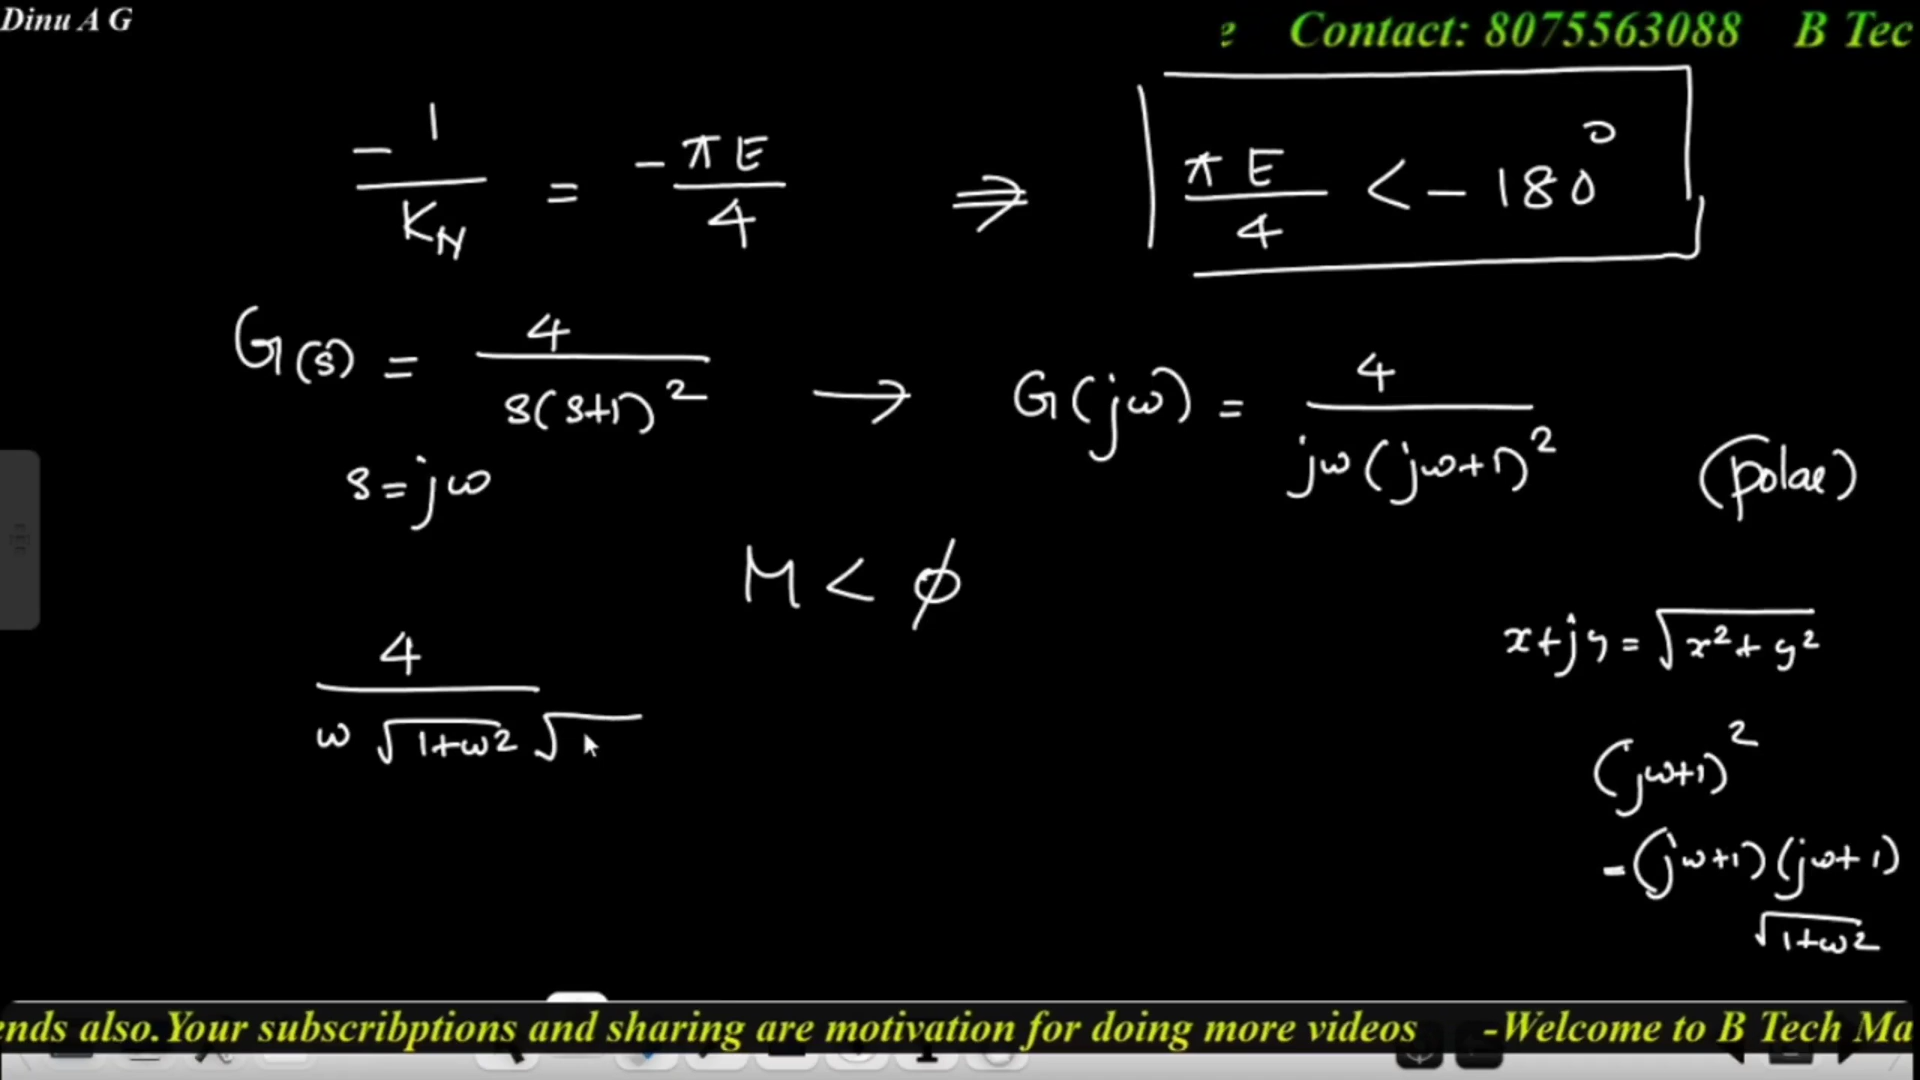 Dinu A G
e Contact: 8075563088 B Tec
-1/K_N = -πE/4 ⇒ πE/4 < -180°
G(s) = 4/s(s+1)² → G(jω) = 4/jω(jω+1)² (polar)
s=jω
M < ϕ
x+jy = √x²+y²
4/ω√1+ω² √
(jω+1)²
=(jω+1)(jω+1)
√1+ω²
ends also. Your subscribptions and sharing are motivation for doing more videos -Welcome to B Tech Ma